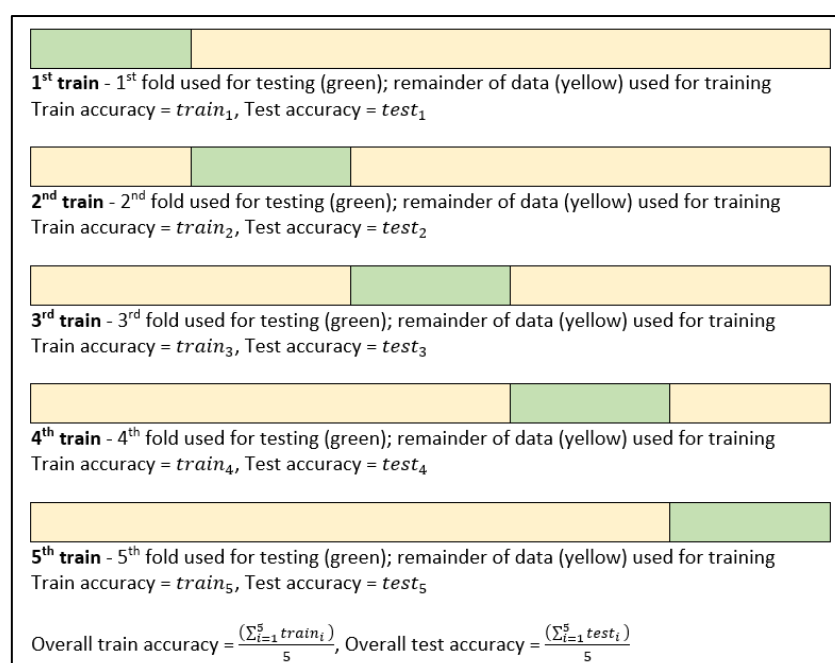 1st train - 1st fold used for testing (green); remainder of data (yellow) used for training
Train accuracy = train₁, Test accuracy = test₁
2nd train - 2nd fold used for testing (green); remainder of data (yellow) used for training
Train accuracy = train₂, Test accuracy = test₂
3rd train - 3rd fold used for testing (green); remainder of data (yellow) used for training
Train accuracy = train₃, Test accuracy = test₃
4th train - 4th fold used for testing (green); remainder of data (yellow) used for training
Train accuracy = train₄, Test accuracy = test₄
5th train - 5th fold used for testing (green); remainder of data (yellow) used for training
Train accuracy = train₅, Test accuracy = test₅
Overall train accuracy = (Σ⁵ᵢ₌₁ trainᵢ)/5, Overall test accuracy = (Σ⁵ᵢ₌₁ testᵢ)/5